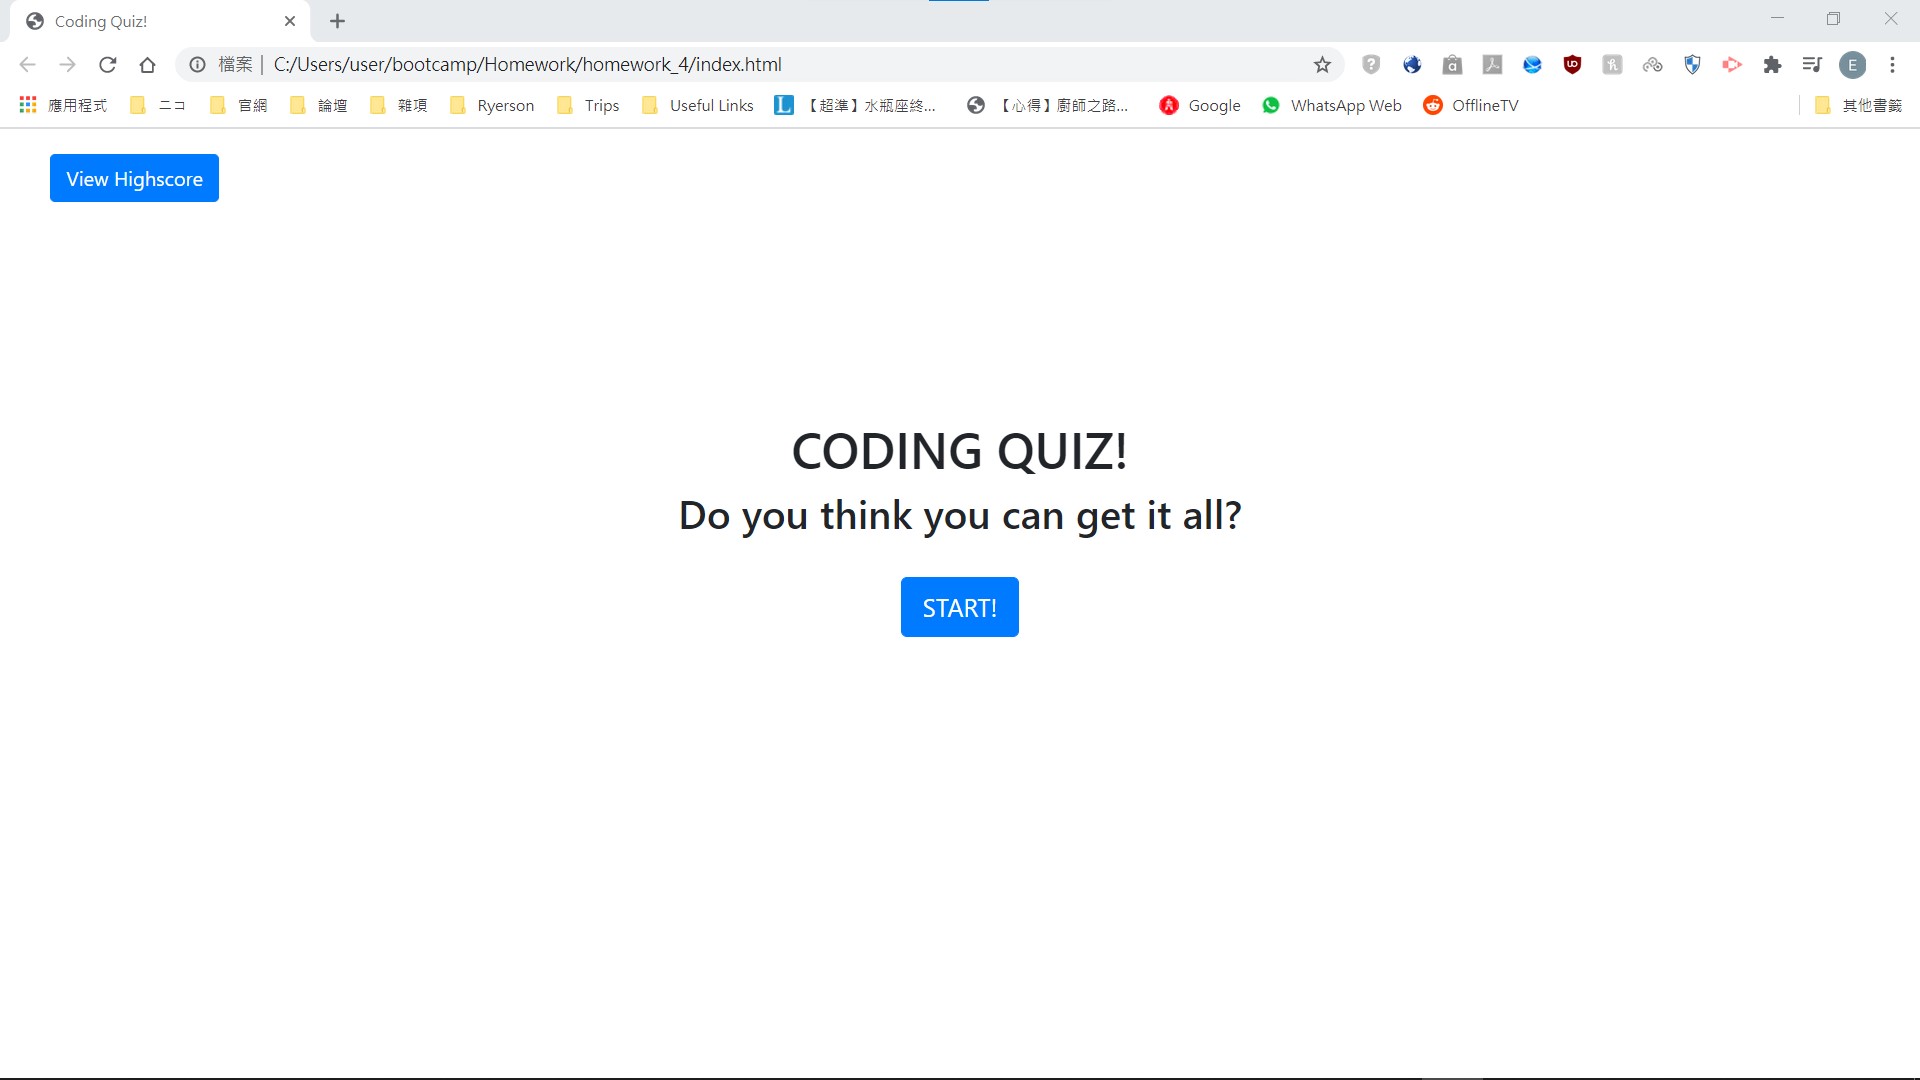 Coding Quiz!
檔案 | C:/Users/user/bootcamp/Homework/homework_4/index.html
應用程式 ニコ 官網 論壇 雜項 Ryerson Trips Useful Links 【超準】水瓶座終... 【心得】廚師之路... Google WhatsApp Web OfflineTV 其他書籤
View Highscore
CODING QUIZ!
Do you think you can get it all?
START!